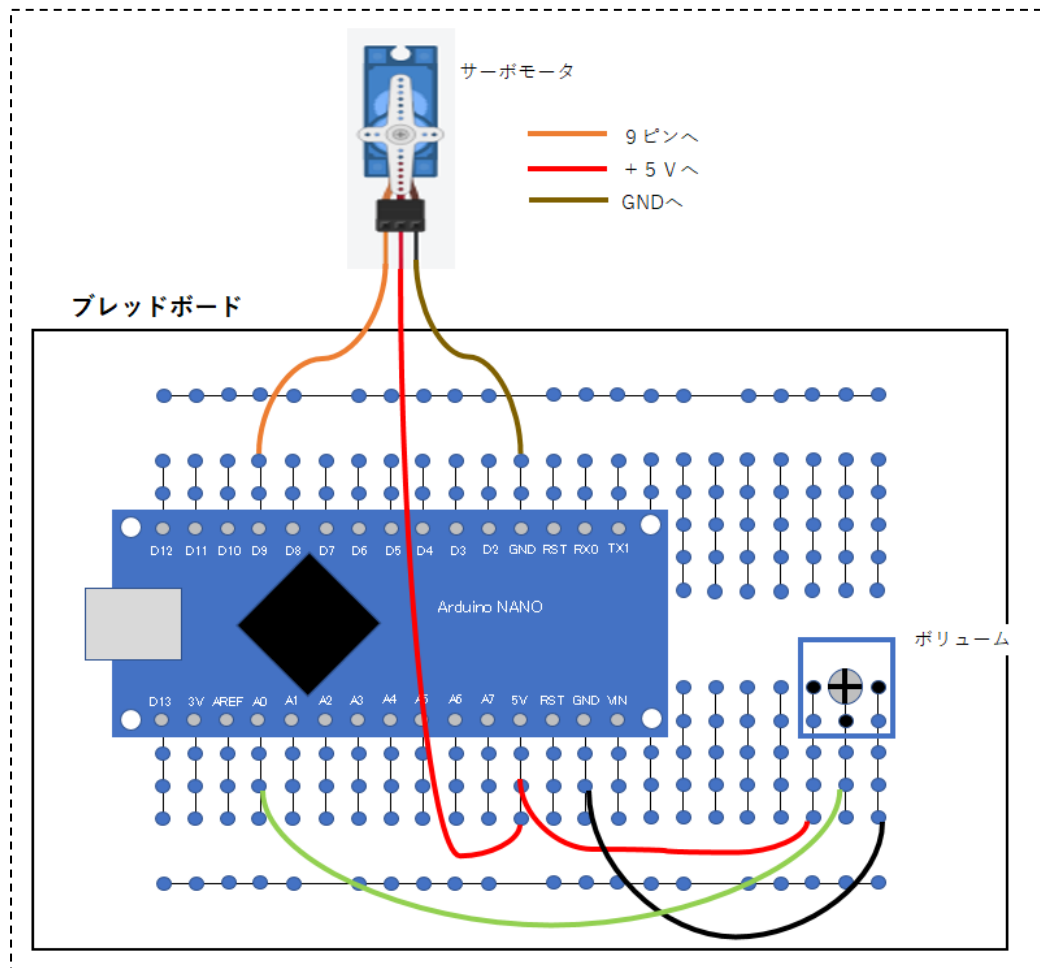 サーボモータ
9ピンへ
+5Vへ
GNDへ
ブレッドボード
D12 D11 D10 D9 D8 D7 D6 D5 D4 D3 D2 GND RST RX0 TX1
Arduino NANO
ボリューム
D13 3V AREF A0 A1 A2 A3 A4 A5 A6 A7 5V RST GND VIN